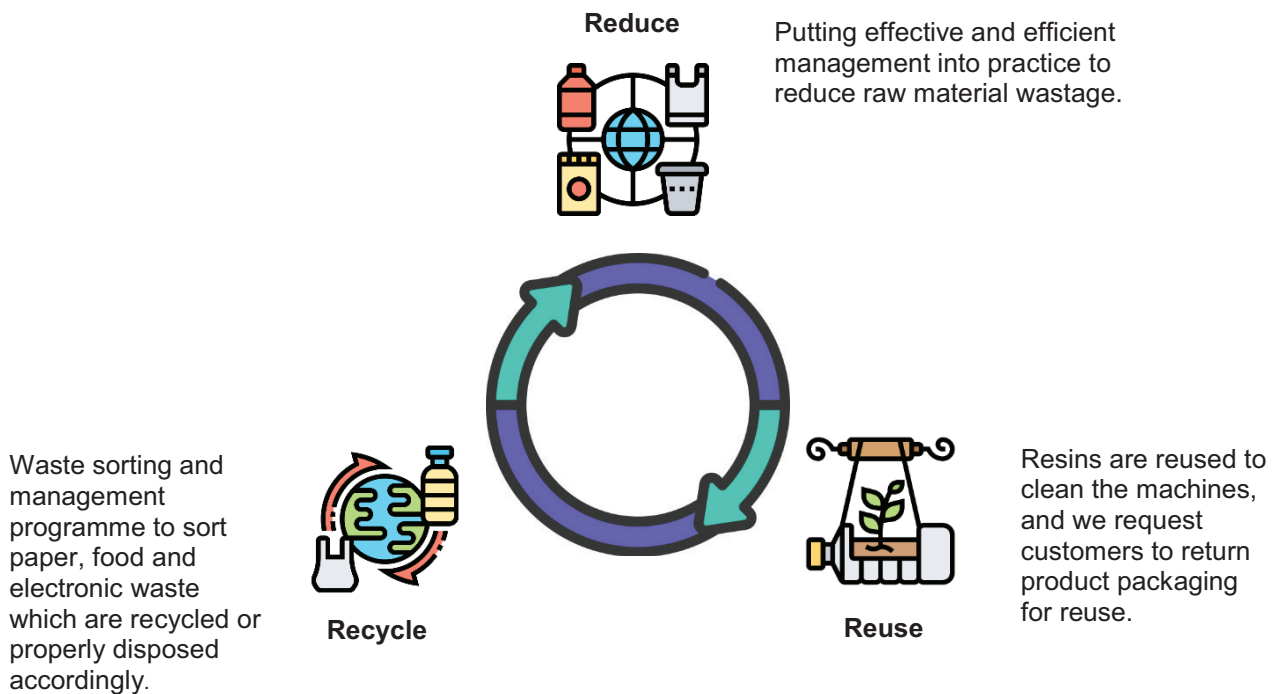 Reduce
Putting effective and efficient
management into practice to
reduce raw material wastage.
Waste sorting and
management
programme to sort
paper, food and
electronic waste
which are recycled or
properly disposed
accordingly.
Recycle
Reuse
Resins are reused to
clean the machines,
and we request
customers to return
product packaging
for reuse.